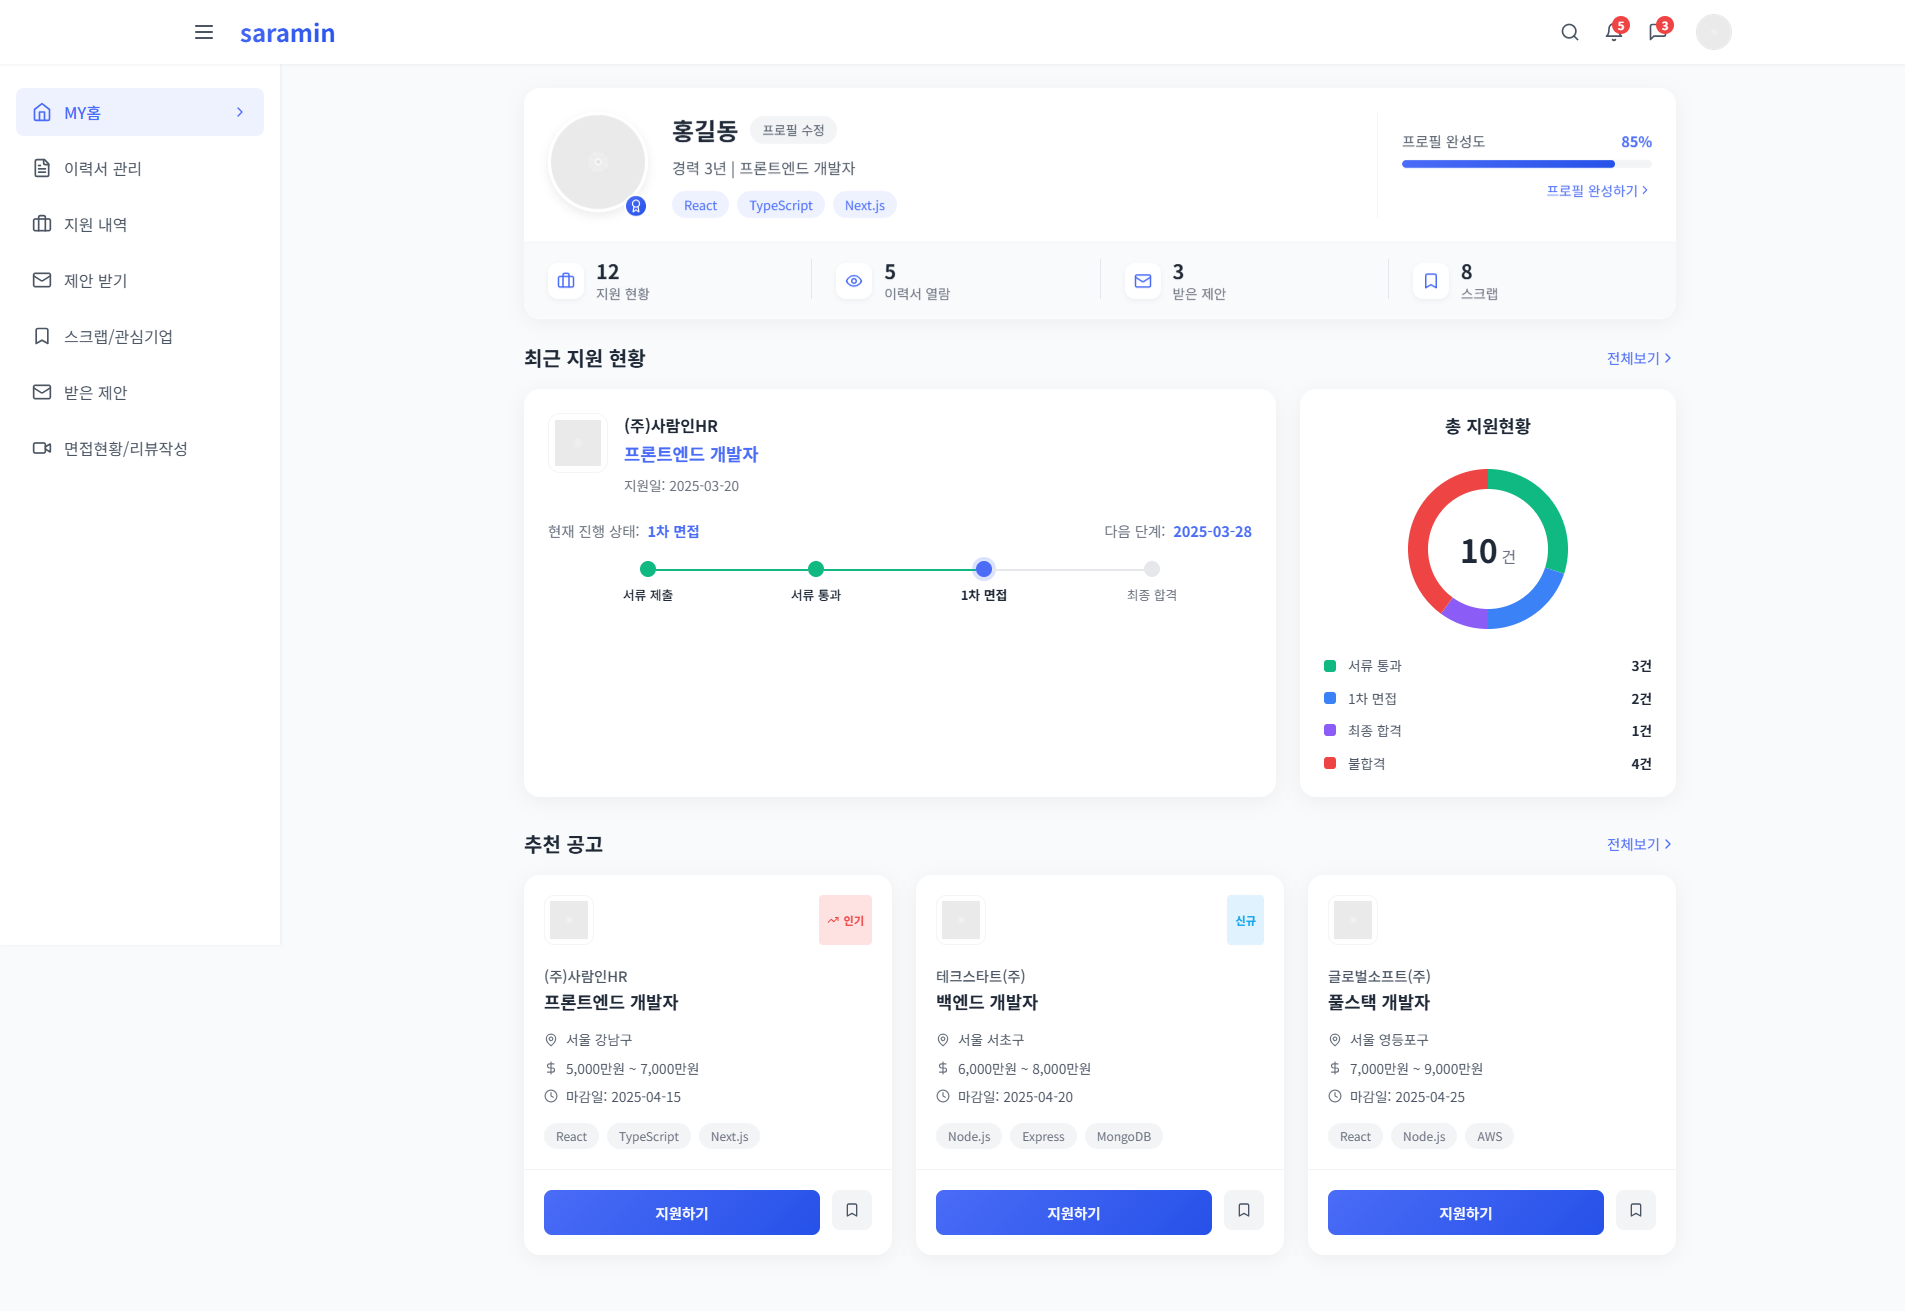 saramin
5
3
MY홈
이력서 관리
지원 내역
제안 받기
스크랩/관심기업
받은 제안
면접현황/리뷰작성
홍길동 프로필 수정
경력 3년 | 프론트엔드 개발자
React TypeScript Next.js
프로필 완성도 85%
프로필 완성하기
12
지원 현황
5
이력서 열람
3
받은 제안
8
스크랩
최근 지원 현황 전체보기
(주)사람인HR
프론트엔드 개발자
지원일: 2025-03-20
현재 진행 상태: 1차 면접 다음 단계: 2025-03-28
서류 제출 서류 통과 1차 면접 최종 합격
총 지원현황
10 건
서류 통과 3건
1차 면접 2건
최종 합격 1건
불합격 4건
추천 공고 전체보기
인기
(주)사람인HR
프론트엔드 개발자
서울 강남구
5,000만원 ~ 7,000만원
마감일: 2025-04-15
React TypeScript Next.js
지원하기
신규
테크스타트(주)
백엔드 개발자
서울 서초구
6,000만원 ~ 8,000만원
마감일: 2025-04-20
Node.js Express MongoDB
지원하기
글로벌소프트(주)
풀스택 개발자
서울 영등포구
7,000만원 ~ 9,000만원
마감일: 2025-04-25
React Node.js AWS
지원하기